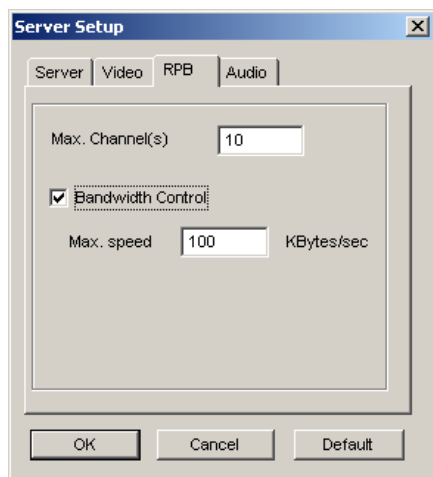 Server Setup
Server Video RPB Audio
Max. Channel(s) 10
Bandwidth Control
Max. speed 100 KBytes/sec
OK Cancel Default